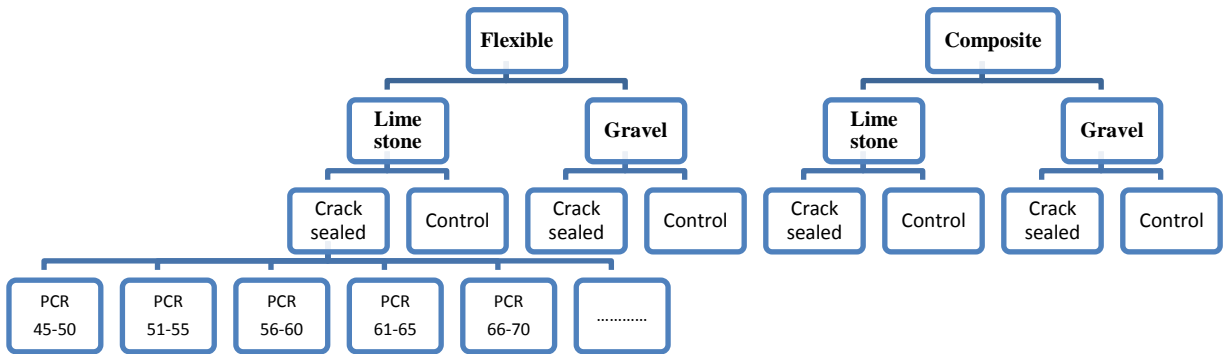 Flexible
Composite
Lime
stone
Gravel
Lime
stone
Gravel
Crack
sealed
Control
Crack
sealed
Control
Crack
sealed
Control
Crack
sealed
Control
PCR
45-50
PCR
51-55
PCR
56-60
PCR
61-65
PCR
66-70
…………